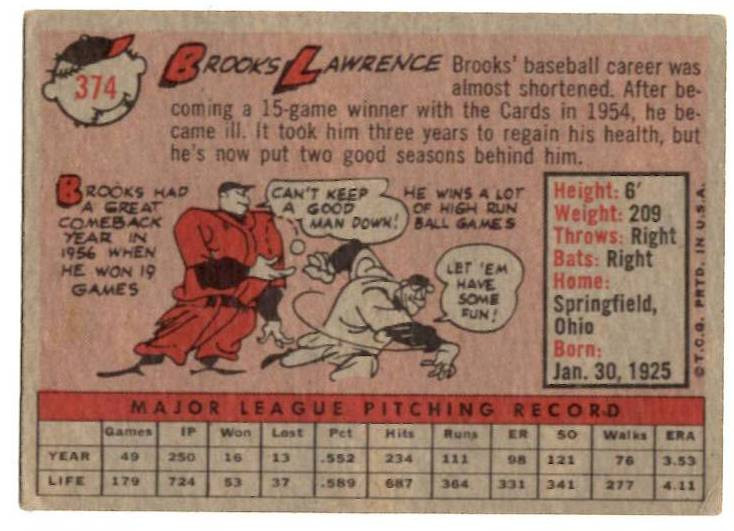 374
BROOKS LAWRENCE
Brooks' baseball career was
almost shortened. After be-
coming a 15-game winner with the Cards in 1954, he be-
came ill. It took him three years to regain his health, but
he's now put two good seasons behind him.
BROOKS HAD
A GREAT
COMEBACK
YEAR IN
1956 WHEN
HE WON 19
GAMES
CAN'T KEEP
A GOOD
MAN DOWN!
HE WINS A LOT
OF HIGH RUN
BALL GAMES
LET 'EM
HAVE
SOME
FUN!
Height: 6'
Weight: 209
Throws: Right
Bats: Right
Home:
Springfield,
Ohio
Born:
Jan. 30, 1925
©T.C.G. PRTD. IN U.S.A.
MAJOR LEAGUE PITCHING RECORD
Games IP Won Lost Pct Hits Runs ER SO Walks ERA
YEAR 49 250 16 13 .552 234 111 98 121 76 3.53
LIFE 179 724 53 37 .589 687 364 331 341 277 4.11